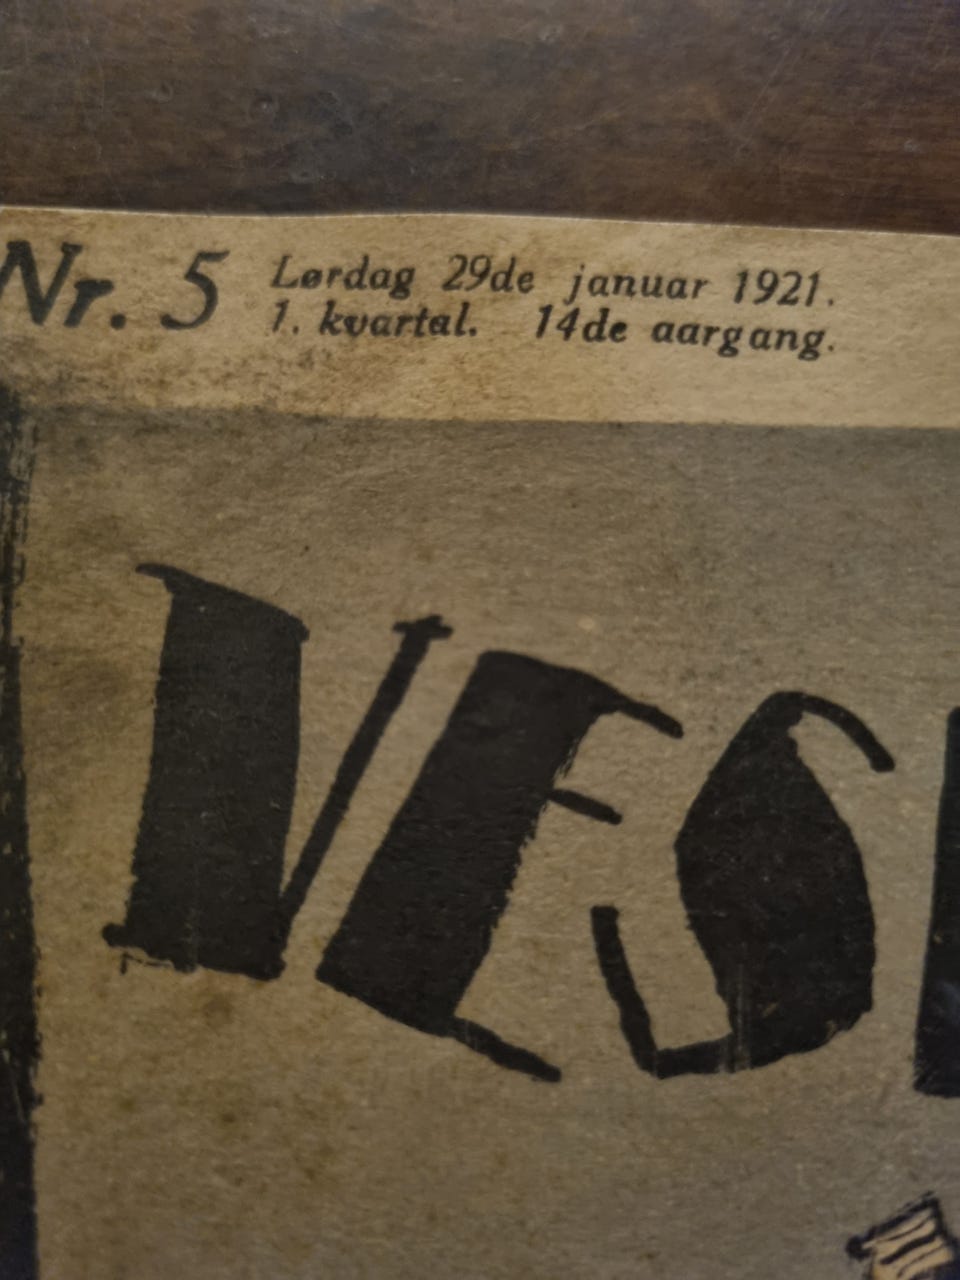 Nr. 5
Lørdag 29de januar 1921.
1. kvartal. 14de aargang.
VES